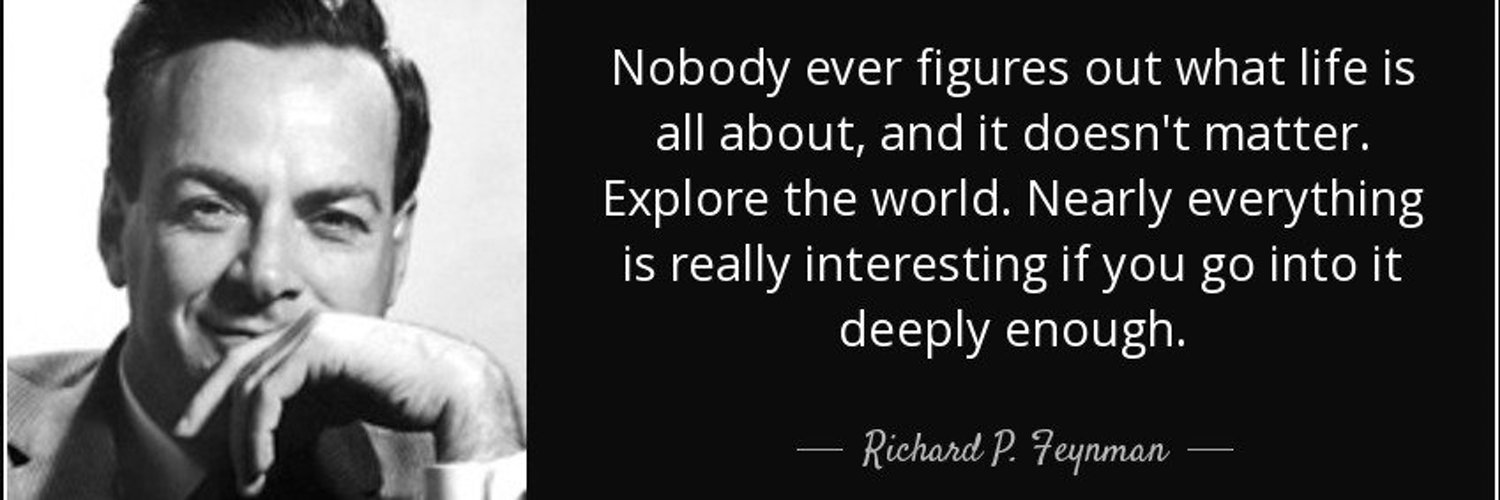 Nobody ever figures out what life is
all about, and it doesn't matter.
Explore the world. Nearly everything
is really interesting if you go into it
deeply enough.
Richard P. Feynman